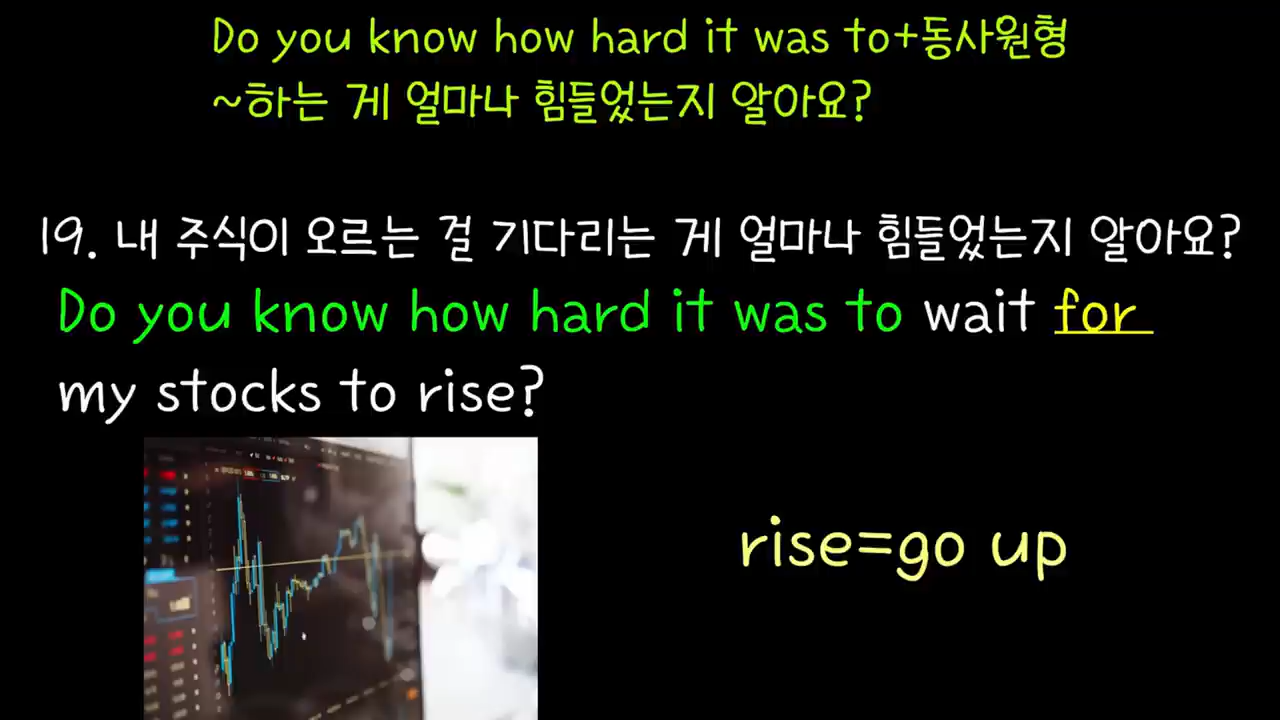 Do you know how hard it was to+동사원형
~하는 게 얼마나 힘들었는지 알아요?
19. 내 주식이 오르는 걸 기다리는 게 얼마나 힘들었는지 알아요?
Do you know how hard it was to wait for
my stocks to rise?
rise=go up